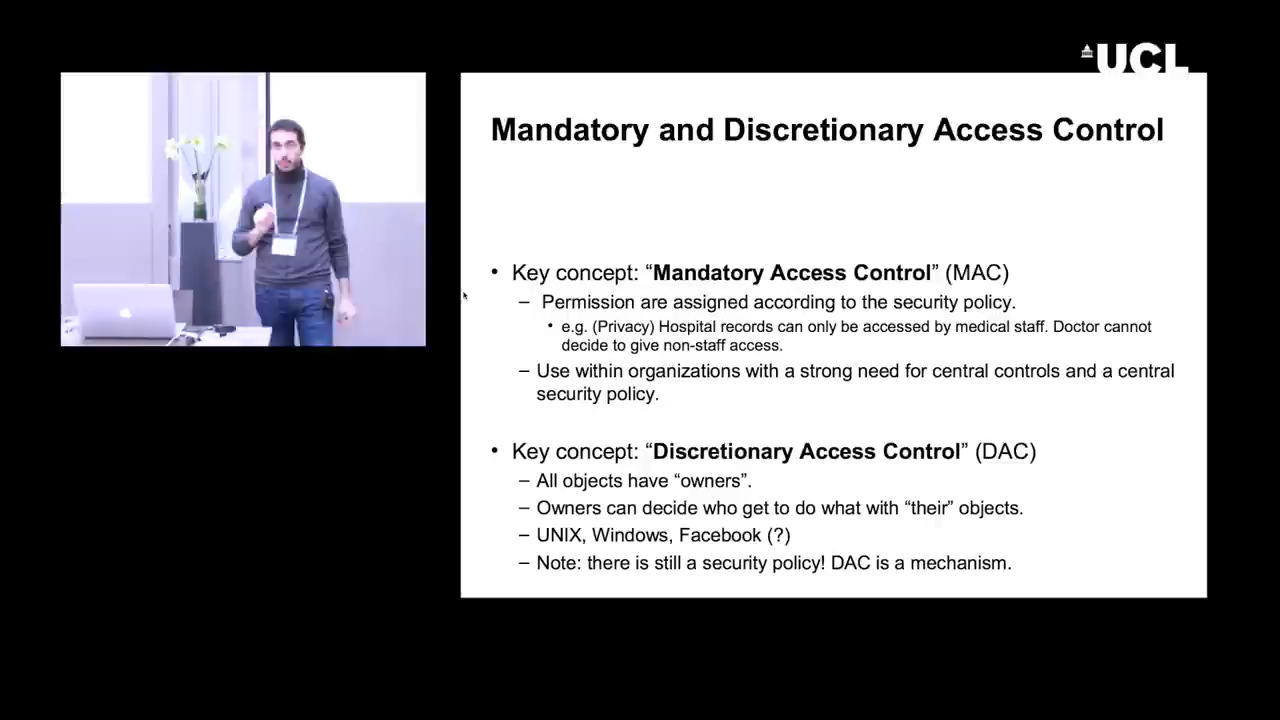 UCL
Mandatory and Discretionary Access Control
• Key concept: “Mandatory Access Control” (MAC)
– Permission are assigned according to the security policy.
• e.g. (Privacy) Hospital records can only be accessed by medical staff. Doctor cannot
decide to give non-staff access.
– Use within organizations with a strong need for central controls and a central
security policy.
• Key concept: “Discretionary Access Control” (DAC)
– All objects have “owners”.
– Owners can decide who get to do what with “their” objects.
– UNIX, Windows, Facebook (?)
– Note: there is still a security policy! DAC is a mechanism.